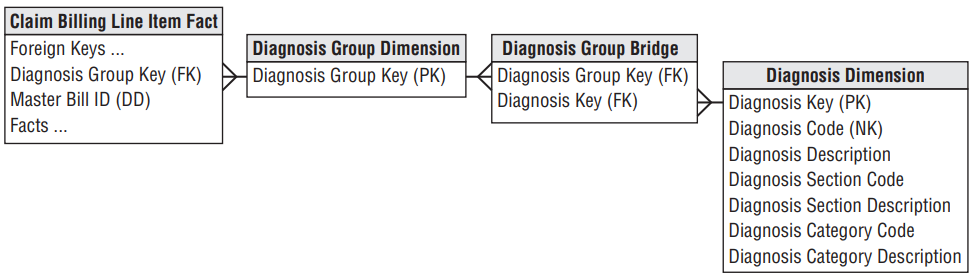 Claim Billing Line Item Fact
Foreign Keys ...
Diagnosis Group Key (FK)
Master Bill ID (DD)
Facts ...
Diagnosis Group Dimension
Diagnosis Group Key (PK)
Diagnosis Group Bridge
Diagnosis Group Key (FK)
Diagnosis Key (FK)
Diagnosis Dimension
Diagnosis Key (PK)
Diagnosis Code (NK)
Diagnosis Description
Diagnosis Section Code
Diagnosis Section Description
Diagnosis Category Code
Diagnosis Category Description